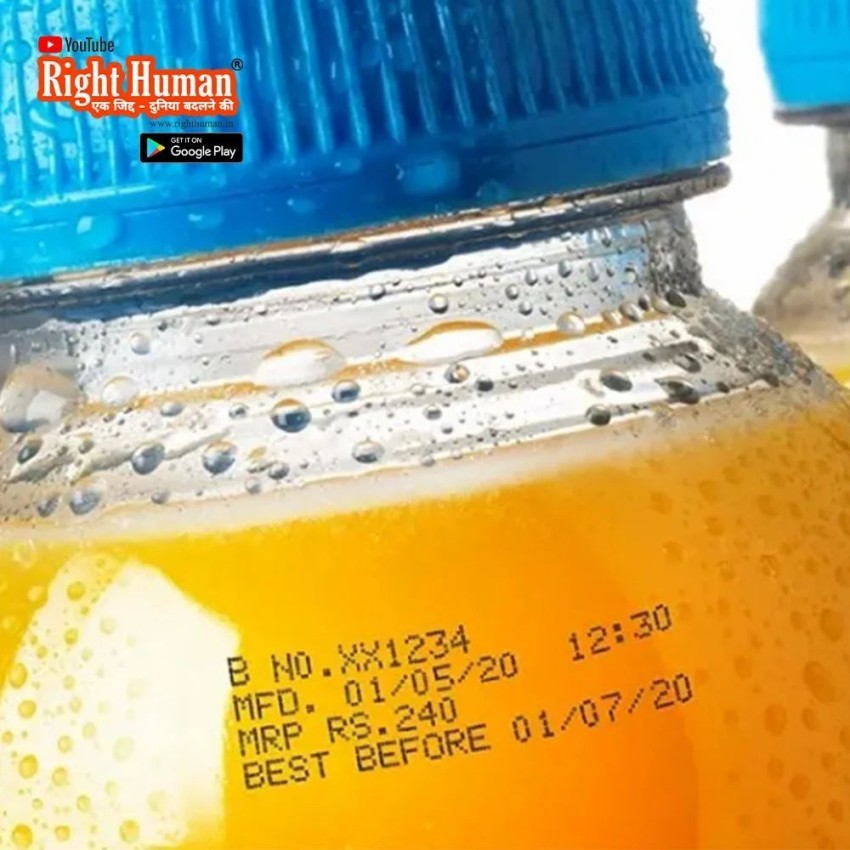 YouTube
Right Human®
एक जिद्द - दुनिया बदलने की
www.righthuman.in
GET IT ON
Google Play
B NO.XX1234 12:30
MFD. 01/05/20
MRP RS.240
BEST BEFORE 01/07/20